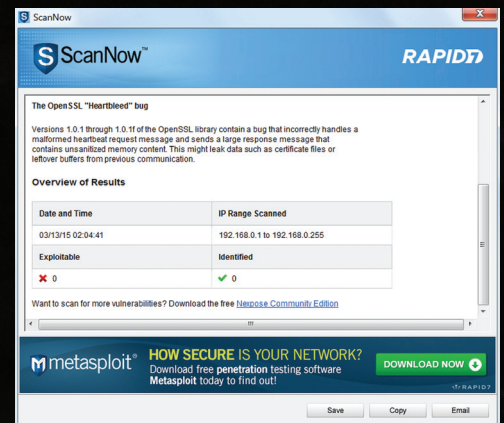 ScanNow
ScanNow™
RAPID7
The OpenSSL "Heartbleed" bug
Versions 1.0.1 through 1.0.1f of the OpenSSL library contain a bug that incorrectly handles a
malformed heartbeat request message and sends a large response message that
contains unsanitized memory content. This might leak data such as certificate files or
leftover buffers from previous communication.
Overview of Results
Date and Time
IP Range Scanned
03/13/15 02:04:41
192.168.0.1 to 192.168.0.255
Exploitable
Identified
0
0
Want to scan for more vulnerabilities? Download the free Nexpose Community Edition
metasploit®
HOW SECURE IS YOUR NETWORK?
Download free penetration testing software
Metasploit today to find out!
DOWNLOAD NOW
RAPID7
Save
Copy
Email